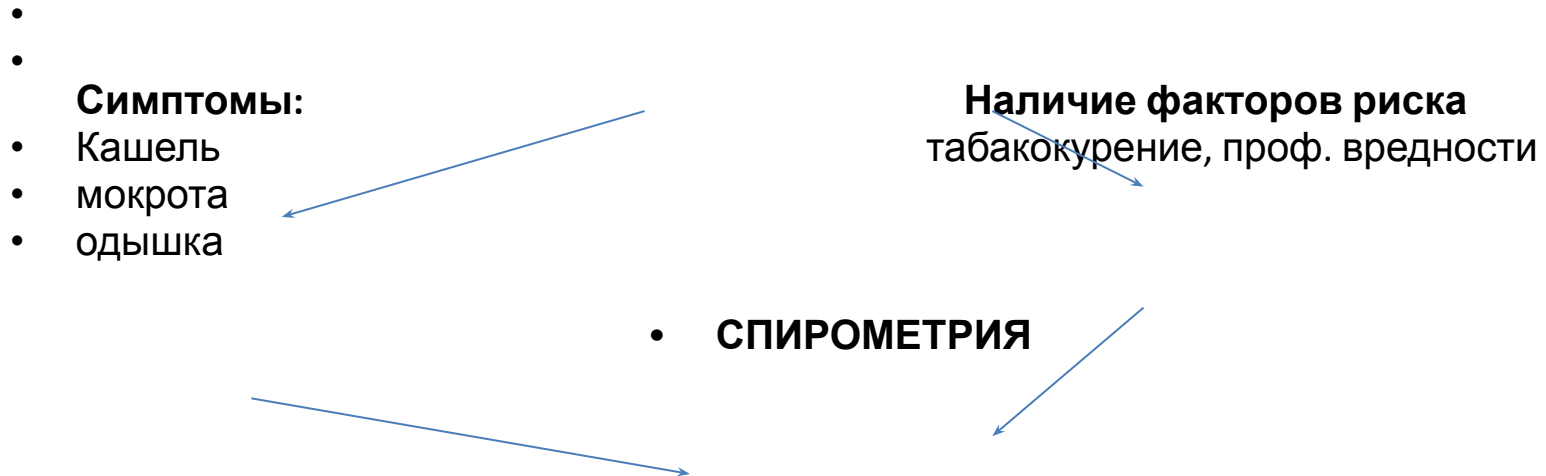 Симптомы:
Наличие факторов риска
• Кашель
табакокурение, проф. вредности
• мокрота
• одышка
• СПИРОМЕТРИЯ